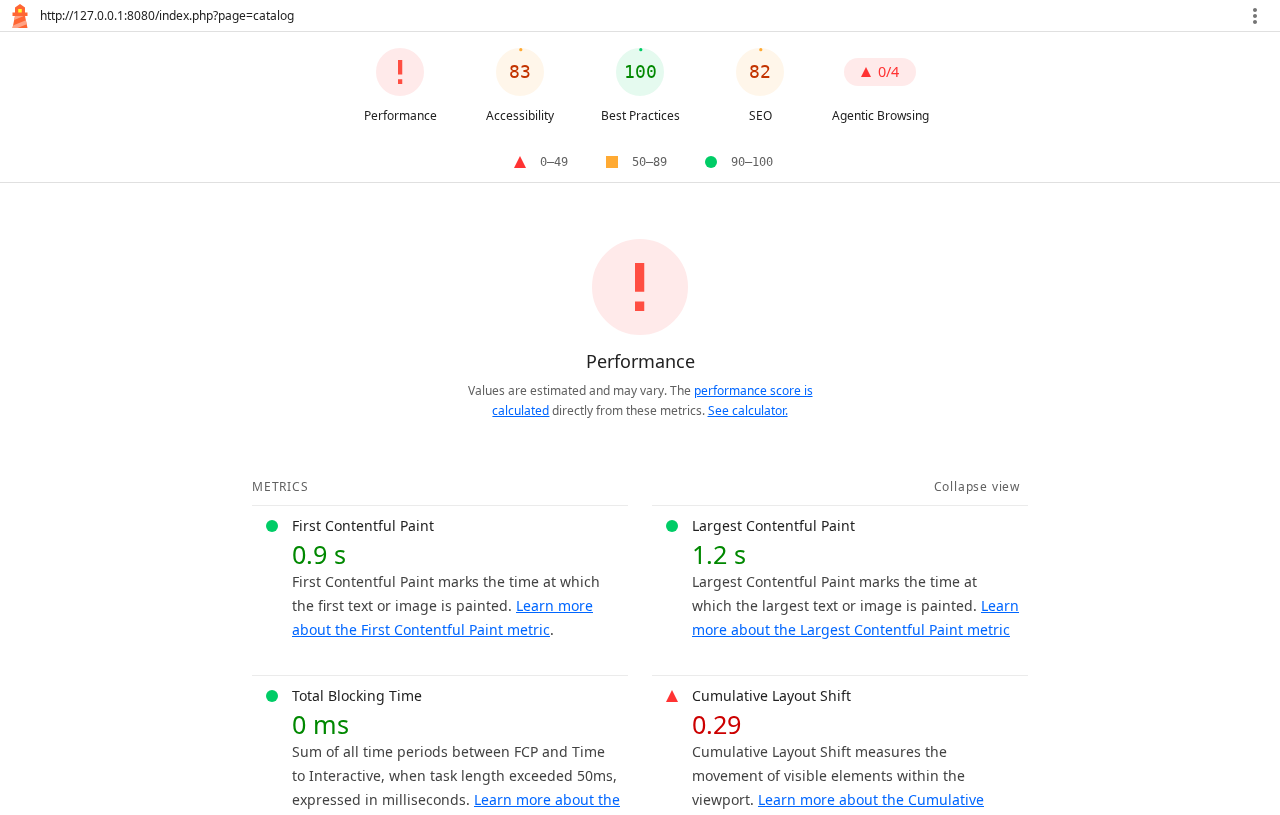 http://127.0.0.1:8080/index.php?page=catalog
!
83
100
82
0/4
Performance
Accessibility
Best Practices
SEO
Agentic Browsing
0–49
50–89
90–100
!
Performance
Values are estimated and may vary. The performance score is
calculated directly from these metrics. See calculator.
METRICS
Collapse view
First Contentful Paint
0.9 s
First Contentful Paint marks the time at which
the first text or image is painted. Learn more
about the First Contentful Paint metric.
Largest Contentful Paint
1.2 s
Largest Contentful Paint marks the time at
which the largest text or image is painted. Learn
more about the Largest Contentful Paint metric
Total Blocking Time
0 ms
Sum of all time periods between FCP and Time
to Interactive, when task length exceeded 50ms,
expressed in milliseconds. Learn more about the
Cumulative Layout Shift
0.29
Cumulative Layout Shift measures the
movement of visible elements within the
viewport. Learn more about the Cumulative